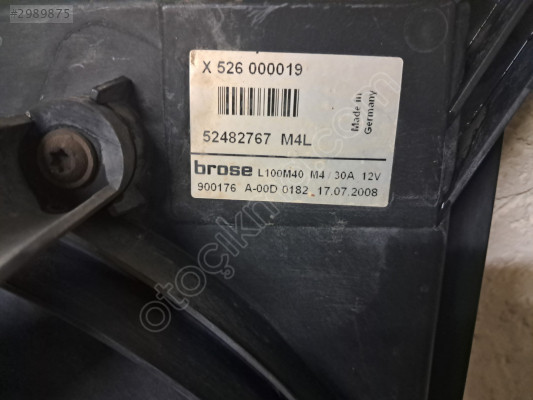 #2989875
X 526 000019
Made in
Germany
52482767 M4L
brose L100M40 M4/30A 12V
900176 A-00D 0182 17.07.2008